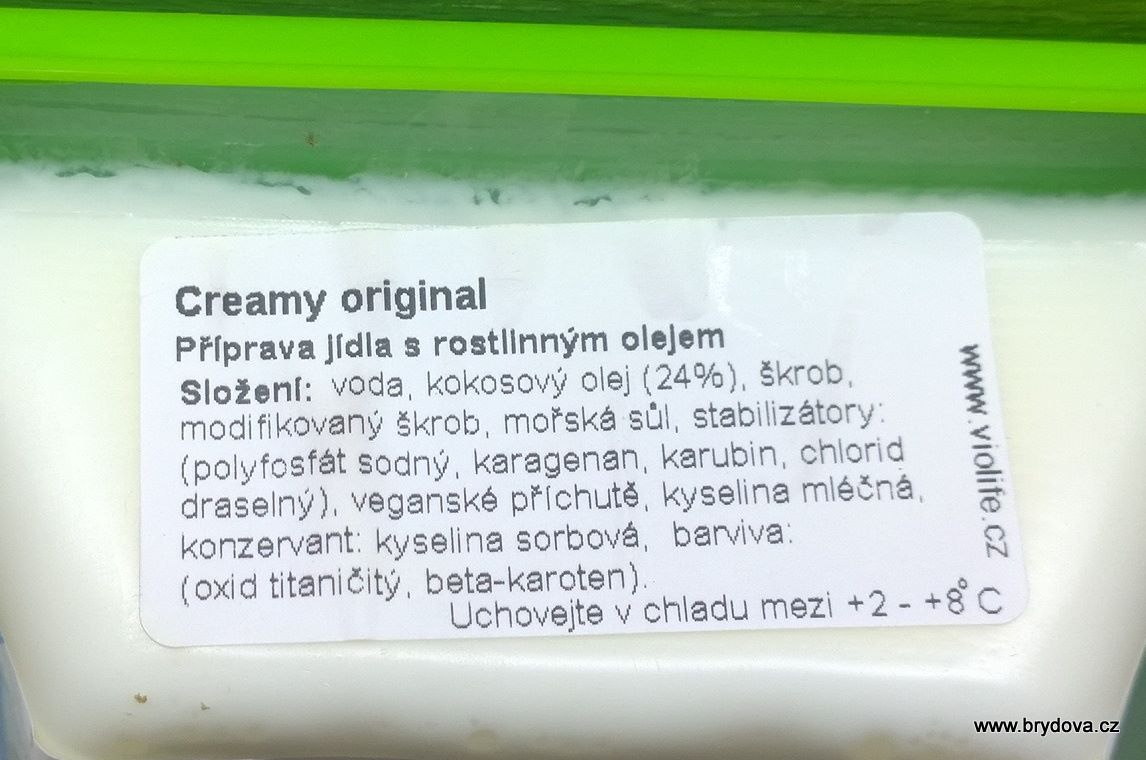 Creamy original
Příprava jídla s rostlinným olejem
Složení: voda, kokosový olej (24%), škrob,
modifikovaný škrob, mořská sůl, stabilizátory:
(polyfosfát sodný, karagenan, karubin, chlorid
draselný), veganské příchutě, kyselina mléčná,
konzervant: kyselina sorbová, barviva:
(oxid titaničitý, beta-karoten).
Uchovejte v chladu mezi +2 - +8°C
www.violife.cz
www.brydova.cz